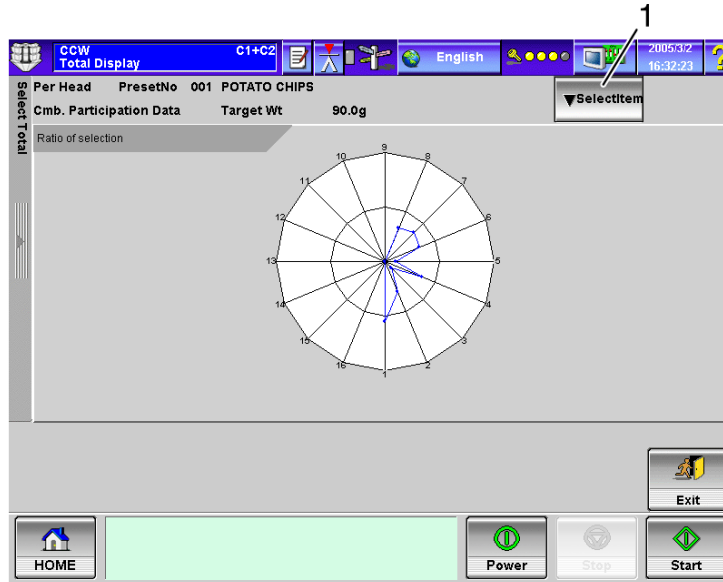 1
CCW C1+C2
Total Display
English
2005/3/2
16:32:23
?
Select Total
Per Head PresetNo 001 POTATO CHIPS
Cmb. Participation Data Target Wt 90.0g
▼SelectItem
Ratio of selection
9
10 8
11 7
12 6
13 5
14 4
15 3
16 2
1
Exit
HOME
Power
Stop
Start